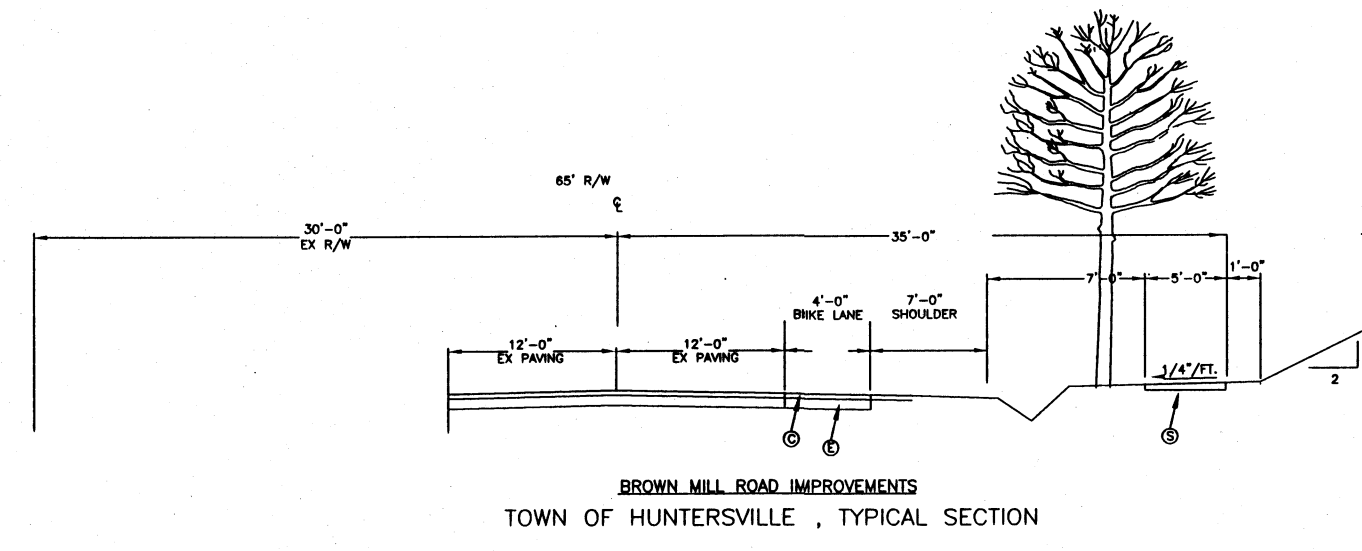 65' R/W
℄
30'-0"
EX R/W
35'-0"
7'-0"
5'-0"
1'-0"
4'-0"
BIIKE LANE
7'-0"
SHOULDER
12'-0"
EX PAVING
12'-0"
EX PAVING
1/4"/FT.
2
C
E
S
BROWN MILL ROAD IMPROVEMENTS
TOWN OF HUNTERSVILLE , TYPICAL SECTION